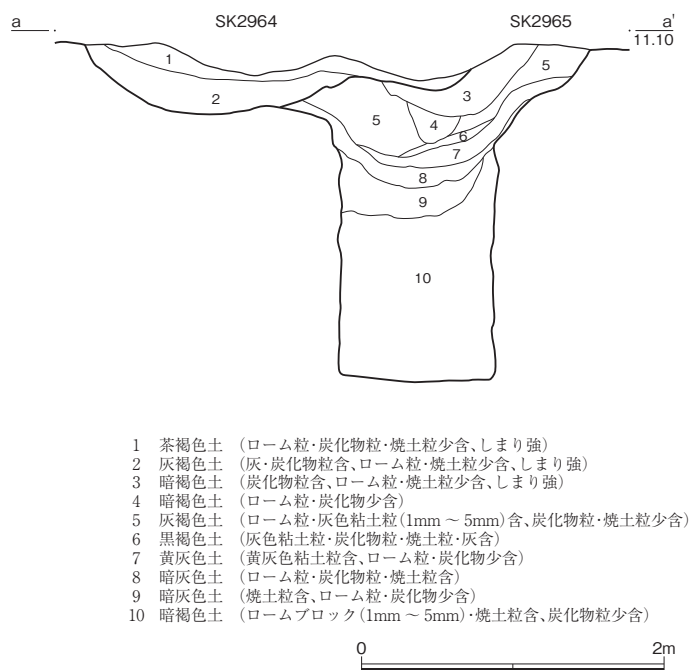 a SK2964 SK2965 a'
11.10
1
5
2
3
5
4
6
7
8
9
10
1 茶褐色土 (ローム粒・炭化物粒・焼土粒少含、しまり強)
2 灰褐色土 (灰・炭化物粒含、ローム粒・焼土粒少含、しまり強)
3 暗褐色土 (炭化物粒含、ローム粒・焼土粒少含、しまり強)
4 暗褐色土 (ローム粒・炭化物少含)
5 灰褐色土 (ローム粒・灰色粘土粒(1mm ~ 5mm)含、炭化物粒・焼土粒少含)
6 黒褐色土 (灰色粘土粒・炭化物粒・焼土粒・灰含)
7 黄灰色土 (黄灰色粘土粒含、ローム粒・炭化物少含)
8 暗灰色土 (ローム粒・炭化物粒・焼土粒含)
9 暗灰色土 (焼土粒含、ローム粒・炭化物少含)
10 暗褐色土 (ロームブロック(1mm ~ 5mm)・焼土粒含、炭化物粒少含)
0 2m